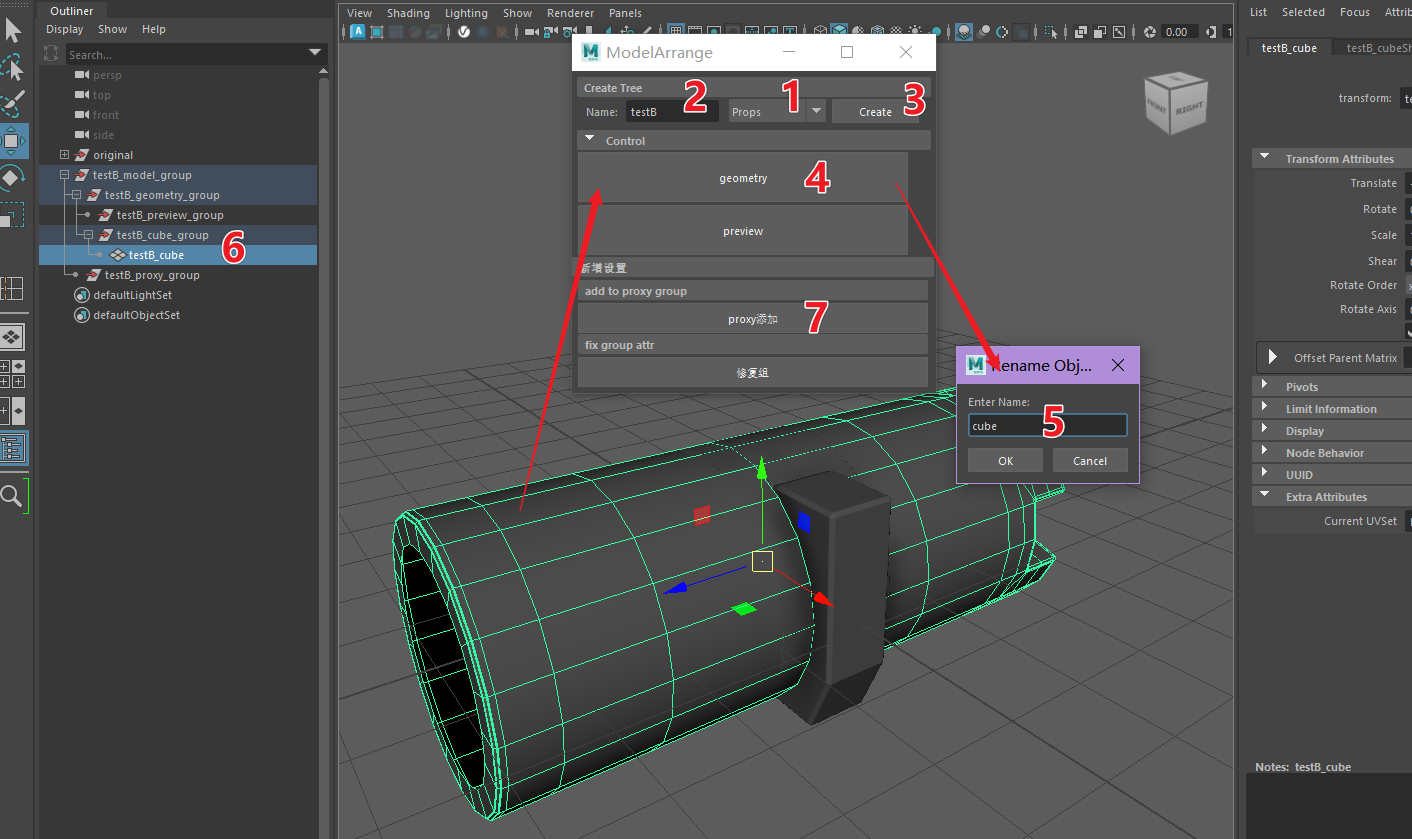 Outliner
Display Show Help
Search...
persp
top
front
side
original
testB_model_group
testB_geometry_group
testB_preview_group
testB_cube_group
testB_cube
testB_proxy_group
defaultLightSet
defaultObjectSet
6
View Shading Lighting Show Renderer Panels
0.00
ModelArrange
Create Tree
Name: testB 2 Props 1 Create 3
Control
geometry 4
preview
新增设置
add to proxy group
proxy添加 7
fix group attr
修复组
Rename Obj...
Enter Name:
cube 5
OK Cancel
FRONT RIGHT
List Selected Focus
testB_cube testB_cubeSh
transform:
Transform Attributes
Translate
Rotate
Scale
Shear
Rotate Order
Rotate Axis
Offset Parent Matrix
Pivots
Limit Information
Display
Node Behavior
UUID
Extra Attributes
Current UVSet
Notes: testB_cube